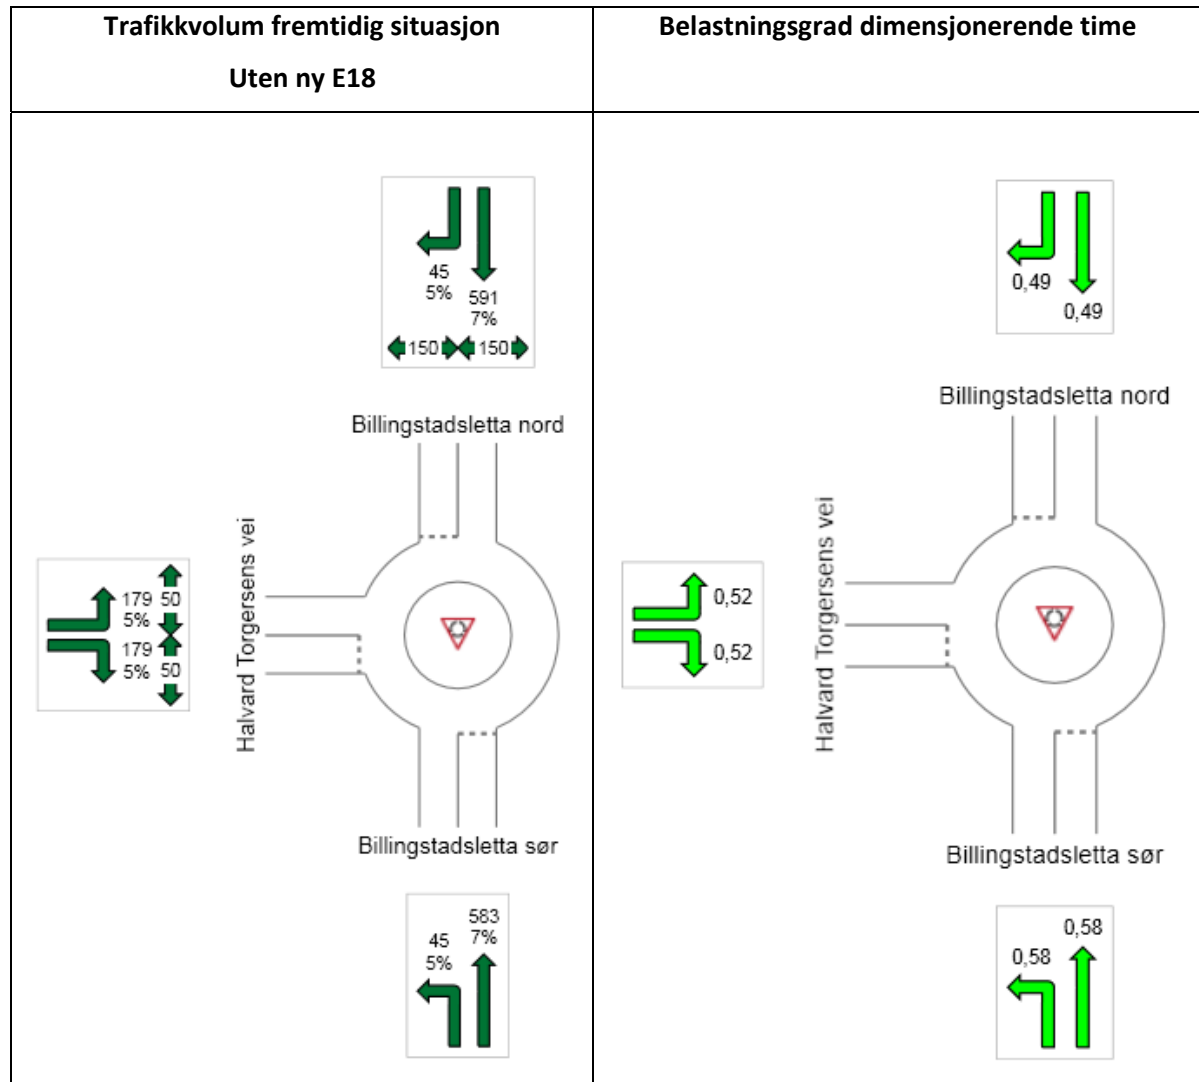 Trafikkvolum fremtidig situasjon
Uten ny E18
Belastningsgrad dimensjonerende time
45
5%
591
7%
150
150
Billingstadsletta nord
Halvard Torgersens vei
179
5%
50
179
5%
50
Billingstadsletta sør
45
5%
583
7%
0,49
0,49
Billingstadsletta nord
Halvard Torgersens vei
0,52
0,52
Billingstadsletta sør
0,58
0,58